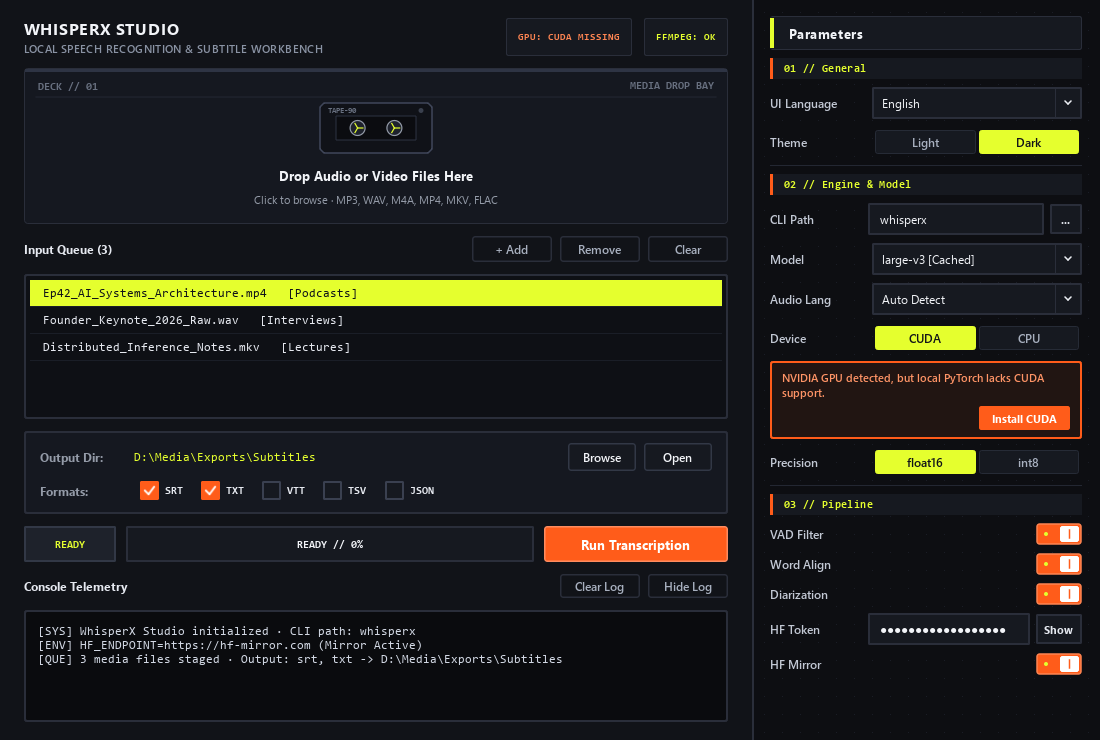 WHISPERX STUDIO
LOCAL SPEECH RECOGNITION & SUBTITLE WORKBENCH
GPU: CUDA MISSING
FFMPEG: OK
DECK // 01
MEDIA DROP BAY
TAPE-90
Drop Audio or Video Files Here
Click to browse · MP3, WAV, M4A, MP4, MKV, FLAC
Input Queue (3)
+ Add
Remove
Clear
Ep42_AI_Systems_Architecture.mp4 [Podcasts]
Founder_Keynote_2026_Raw.wav [Interviews]
Distributed_Inference_Notes.mkv [Lectures]
Output Dir:
D:\Media\Exports\Subtitles
Browse
Open
Formats:
SRT
TXT
VTT
TSV
JSON
READY
READY // 0%
Run Transcription
Console Telemetry
Clear Log
Hide Log
[SYS] WhisperX Studio initialized · CLI path: whisperx
[ENV] HF_ENDPOINT=https://hf-mirror.com (Mirror Active)
[QUE] 3 media files staged · Output: srt, txt -> D:\Media\Exports\Subtitles
Parameters
01 // General
UI Language
English
Theme
Light
Dark
02 // Engine & Model
CLI Path
whisperx
...
Model
large-v3 [Cached]
Audio Lang
Auto Detect
Device
CUDA
CPU
NVIDIA GPU detected, but local PyTorch lacks CUDA
support.
Install CUDA
Precision
float16
int8
03 // Pipeline
VAD Filter
Word Align
Diarization
HF Token
••••••••••••••••••
Show
HF Mirror